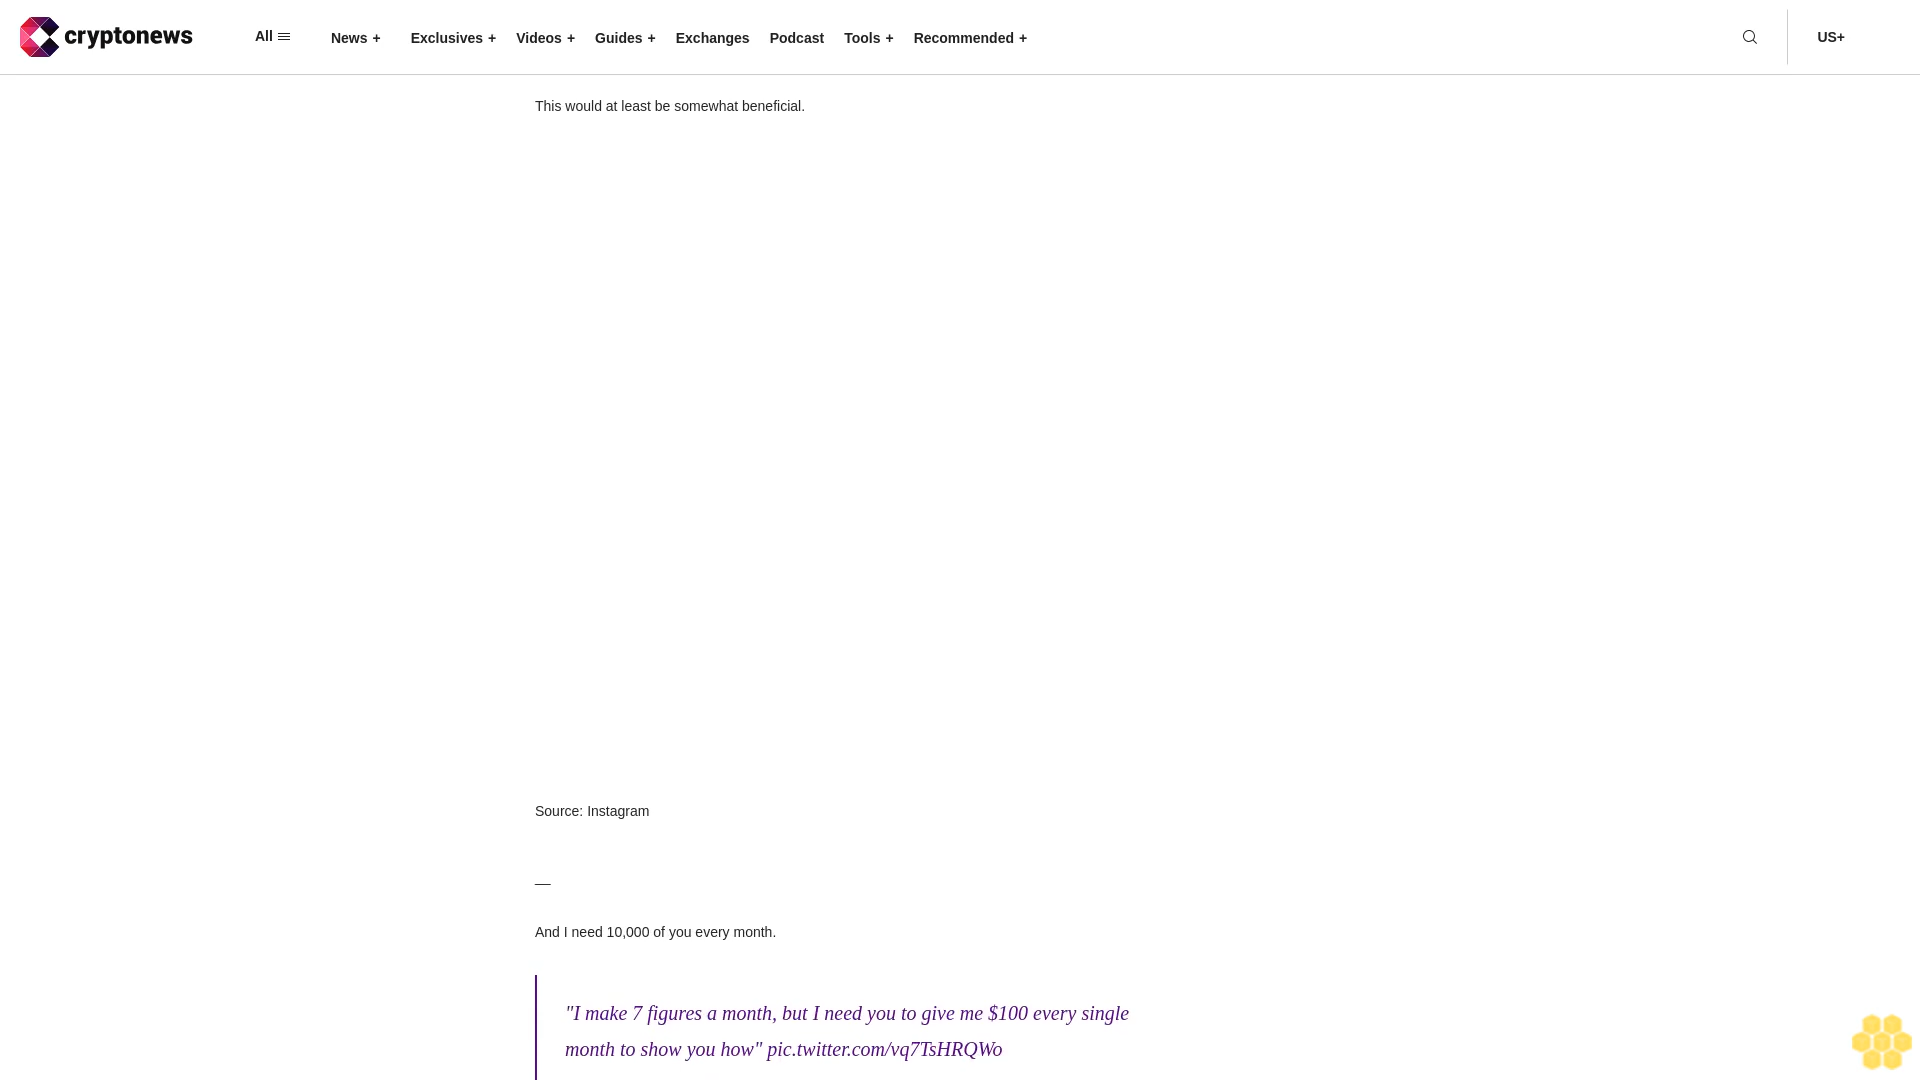 cryptonews
All
News +
Exclusives +
Videos +
Guides +
Exchanges
Podcast
Tools +
Recommended +
US+
This would at least be somewhat beneficial.
Source: Instagram
__
And I need 10,000 of you every month.
"I make 7 figures a month, but I need you to give me $100 every single
month to show you how" pic.twitter.com/vq7TsHRQWo